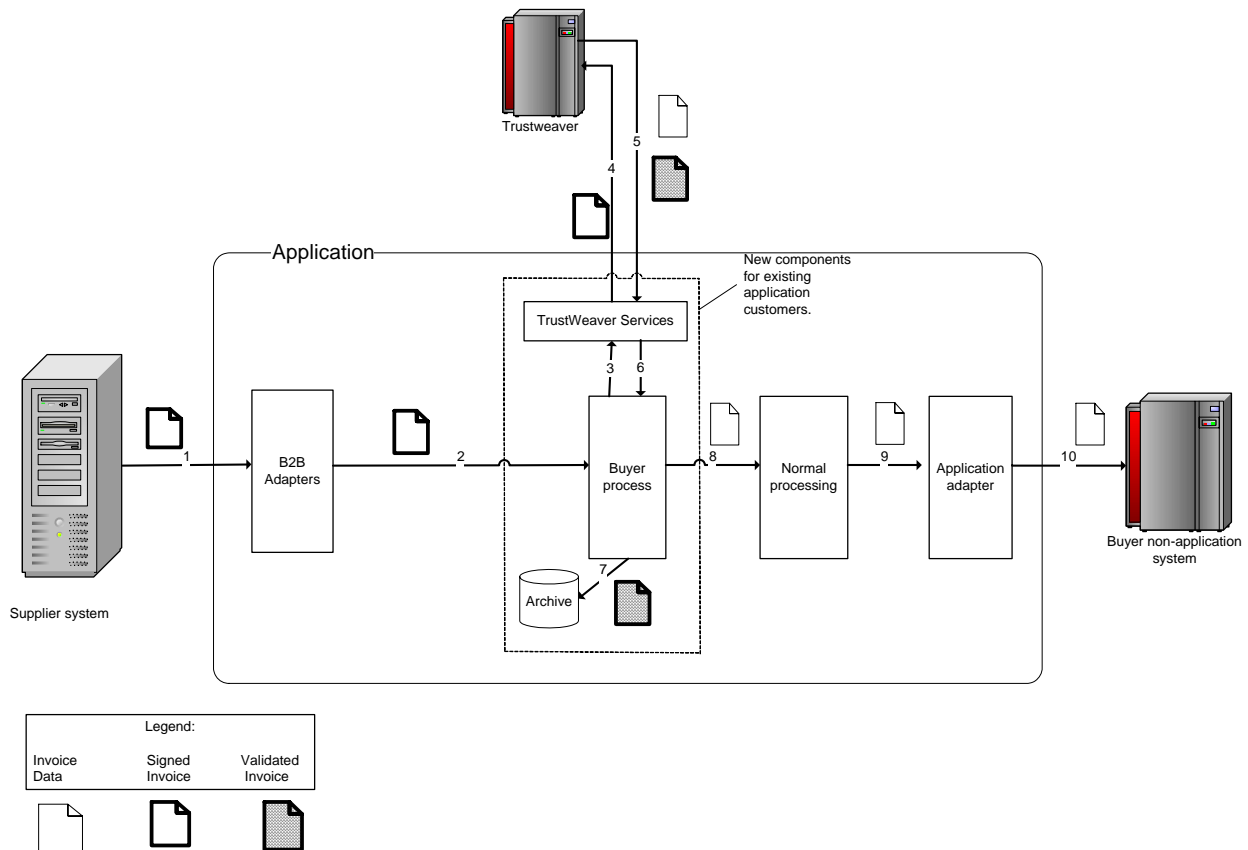 Trustweaver
5
4
Application
New components
for existing
application
customers.
TrustWeaver Services
3
6
1
B2B
Adapters
2
Buyer
process
8
Normal
processing
9
Application
adapter
10
Buyer non-application
system
7
Archive
Supplier system
Legend:
Invoice
Data
Signed
Invoice
Validated
Invoice